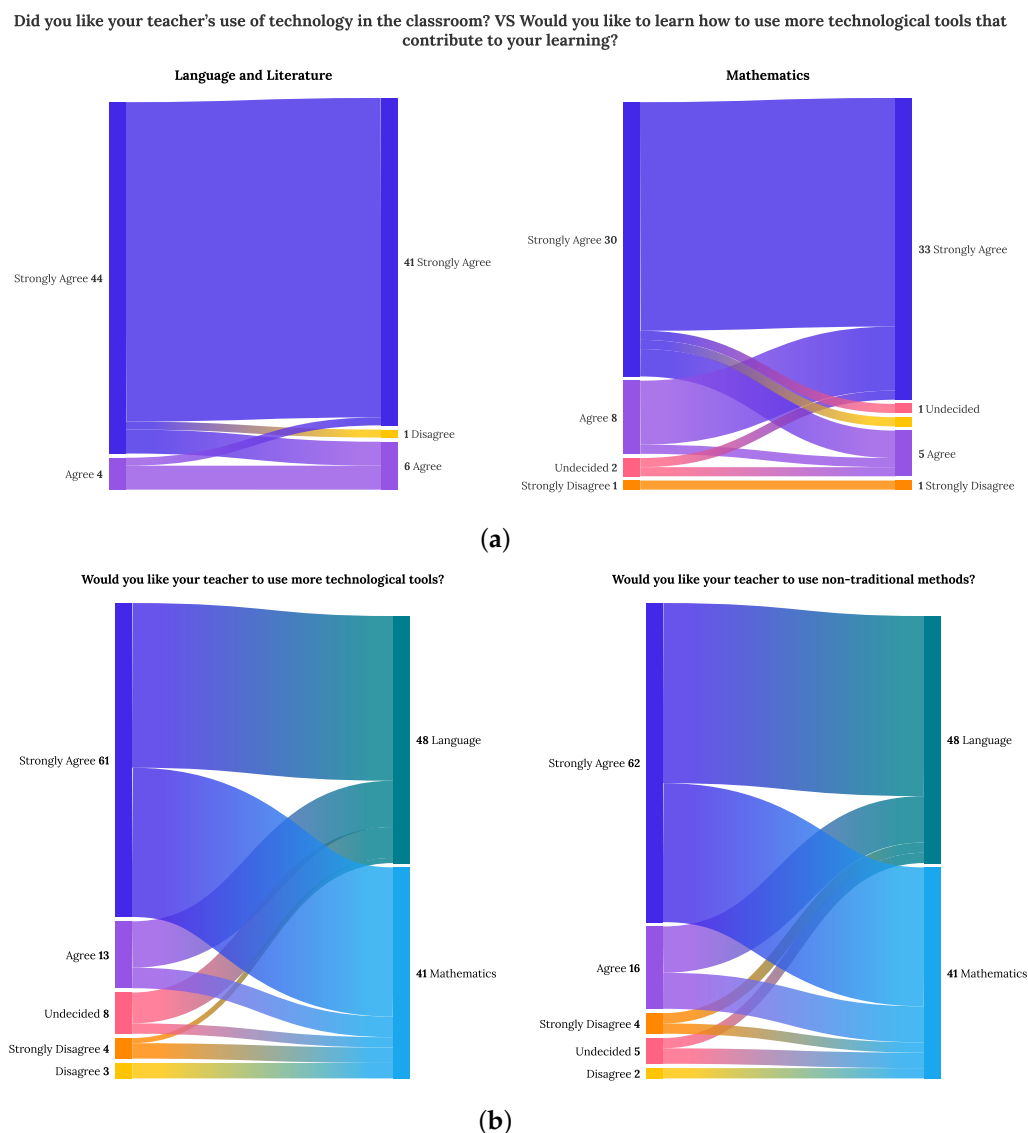 Did you like your teacher’s use of technology in the classroom? VS Would you like to learn how to use more technological tools that
contribute to your learning?
Language and Literature
Strongly Agree 44
Agree 4
41 Strongly Agree
1 Disagree
6 Agree
Mathematics
Strongly Agree 30
Agree 8
Undecided 2
Strongly Disagree 1
33 Strongly Agree
1 Undecided
5 Agree
1 Strongly Disagree
(a)
Would you like your teacher to use more technological tools?
Strongly Agree 61
Agree 13
Undecided 8
Strongly Disagree 4
Disagree 3
48 Language
41 Mathematics
Would you like your teacher to use non-traditional methods?
Strongly Agree 62
Agree 16
Strongly Disagree 4
Undecided 5
Disagree 2
48 Language
41 Mathematics
(b)